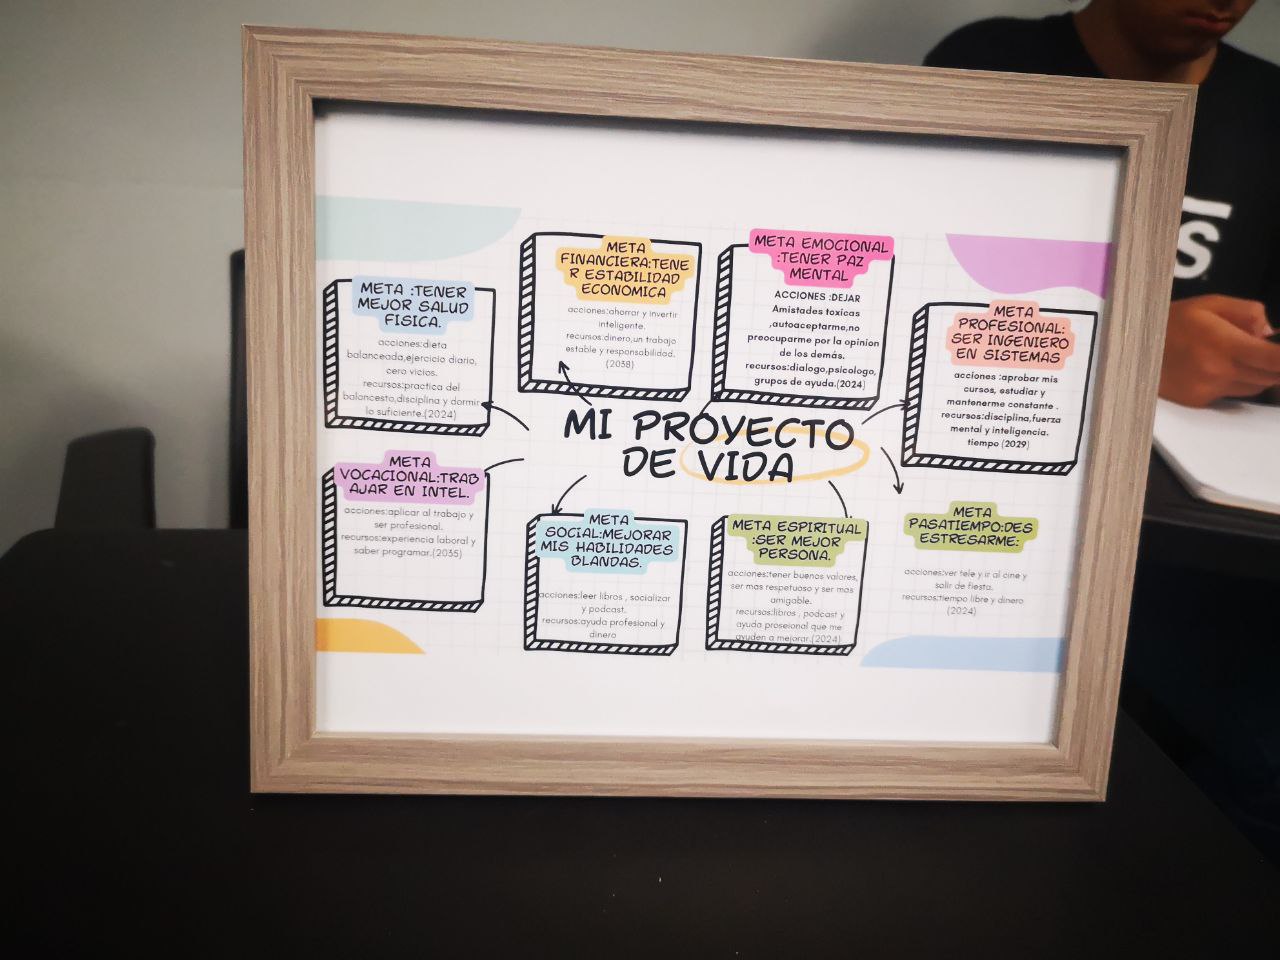 META :TENER
MEJOR SALUD
FISICA.
acciones:dieta
balanceada,ejercicio diario,
cero vicios.
recursos:practica del
baloncesto,disciplina y dormir
lo suficiente.(2024)
META
FINANCIERA:TENE
R ESTABILIDAD
ECONOMICA
acciones:ahorrar y invertir
inteligente.
recursos:dinero,un trabajo
estable y responsabilidad.
(2038)
META EMOCIONAL
:TENER PAZ
MENTAL
ACCIONES :DEJAR
Amistades toxicas
,autoaceptarme,no
preocuparme por la opinion
de los demás.
recursos:dialogo,psicologo,
grupos de ayuda.(2024)
META
PROFESIONAL:
SER INGENIERO
EN SISTEMAS
acciones :aprobar mis
cursos, estudiar y
mantenerme constante .
recursos:disciplina,fuerza
mental y inteligencia.
tiempo (2029)
MI PROYECTO
DE VIDA
META
VOCACIONAL:TRAB
AJAR EN INTEL.
acciones:aplicar al trabajo y
ser profesional.
recursos:experiencia laboral y
saber programar.(2035)
META
SOCIAL:MEJORAR
MIS HABILIDADES
BLANDAS.
acciones:leer libros , socializar
y podcast.
recursos:ayuda profesional y
dinero
META ESPIRITUAL
:SER MEJOR
PERSONA.
acciones:tener buenos valores,
ser mas respetuoso y ser mas
amigable.
recursos:libros , podcast y
ayuda proseional que me
ayuden a mejorar.(2024)
META
PASATIEMPO:DES
ESTRESARME:
acciones:ver tele y ir al cine y
salir de fiesta.
recursos:tiempo libre y dinero
(2024)